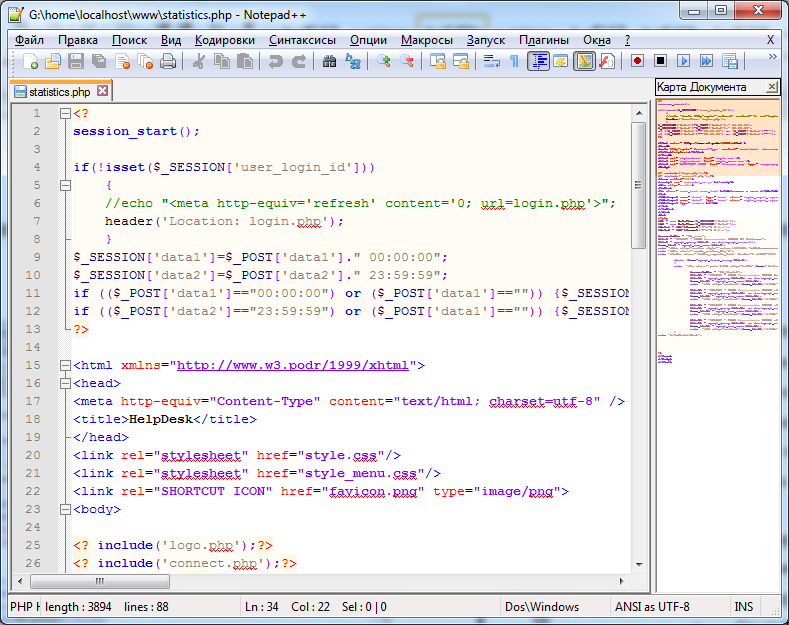 G:\home\localhost\www\statistics.php - Notepad++
Файл Правка Поиск Вид Кодировки Синтаксисы Опции Макросы Запуск Плагины Окна ? X
statistics.php
Карта Документа
1 <?
2 session_start();
3
4 if(!isset($_SESSION['user_login_id']))
5 {
6 //echo "<meta http-equiv='refresh' content='0; url=login.php'>";
7 header('Location: login.php');
8 }
9 $_SESSION['data1']=$_POST['data1']." 00:00:00";
10 $_SESSION['data2']=$_POST['data2']." 23:59:59";
11 if (($_POST['data1']=="00:00:00") or ($_POST['data1']=="")) {$_SESSION
12 if (($_POST['data2']=="23:59:59") or ($_POST['data1']=="")) {$_SESSION
13 ?>
14
15 <html xmlns="http://www.w3.podr/1999/xhtml">
16 <head>
17 <meta http-equiv="Content-Type" content="text/html; charset=utf-8" />
18 <title>HelpDesk</title>
19 </head>
20 <link rel="stylesheet" href="style.css"/>
21 <link rel="stylesheet" href="style_menu.css"/>
22 <link rel="SHORTCUT ICON" href="favicon.png" type="image/png">
23 <body>
24
25 <? include('logo.php');?>
26 <? include('connect.php');?>
PHP length : 3894 lines : 88 Ln : 34 Col : 22 Sel : 0 | 0 Dos\Windows ANSI as UTF-8 INS